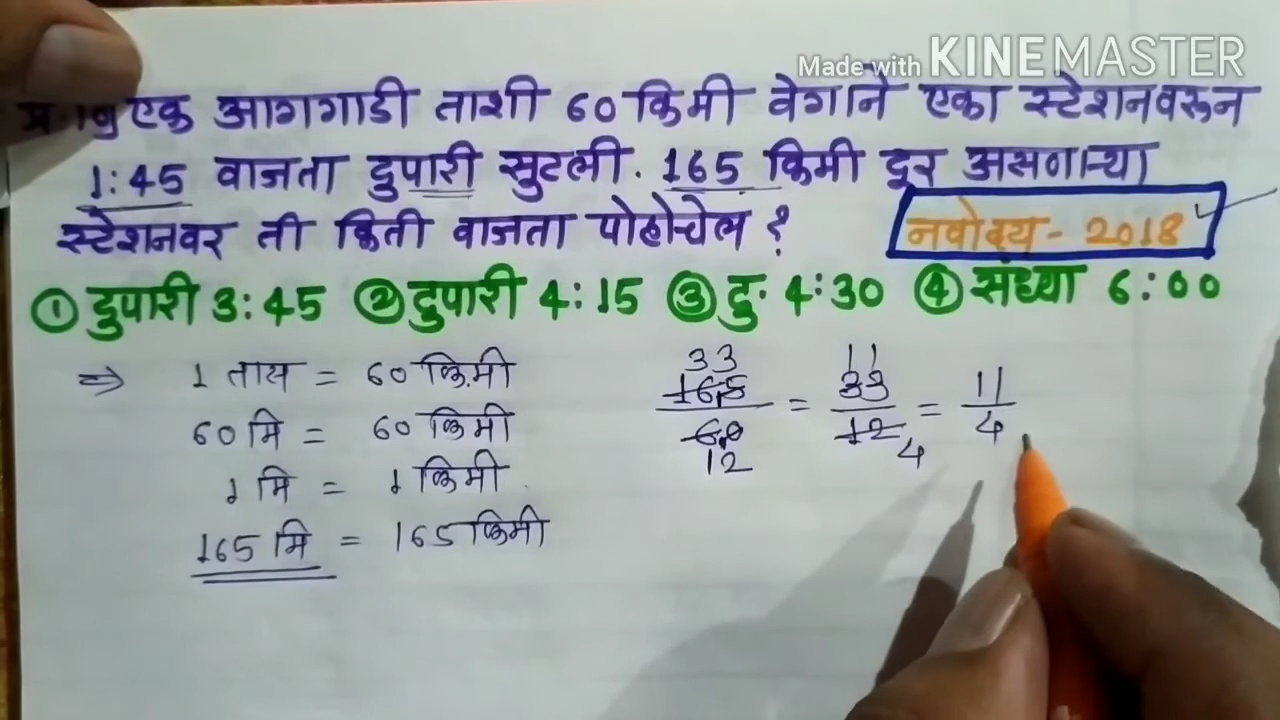 Made with KINEMASTER
एक आगगाडी ताशी 60 किमी वेगाने एका स्टेशनवरून
1:45 वाजता दुपारी सुटली. 165 किमी दूर असणाऱ्या
स्टेशनवर ती किती वाजता पोहोचेल ?
नवोदय - 2018
① दुपारी 3:45 ② दुपारी 4:15 ③ दु. 4:30 ④ संध्या 6:00
⇒ 1 तास = 60 कि.मी
60 मि = 60 किमी
1 मि = 1 किमी
165 मि = 165 किमी
33 11
165 / 60 = 33 / 12 = 11 / 4
12 4